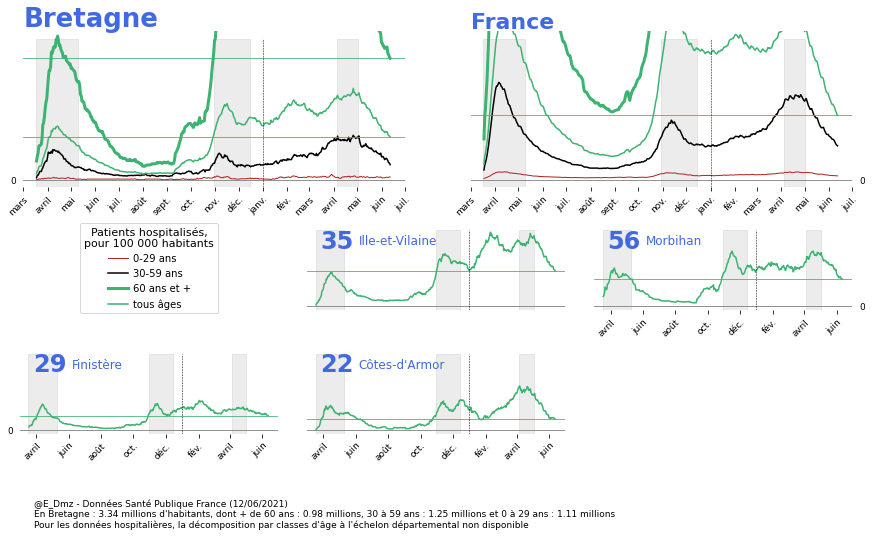 Bretagne
France
0
mars avril mai juin juil. août sept. oct. nov. déc. janv. fév. mars avril mai juin juil.
mars avril mai juin juil. août sept. oct. nov. déc. janv. fév. mars avril mai juin juil.
0
Patients hospitalisés,
pour 100 000 habitants
0-29 ans
30-59 ans
60 ans et +
tous âges
35 Ille-et-Vilaine
56 Morbihan
0
avril juin août oct. déc. fév. avril juin
29 Finistère
22 Côtes-d'Armor
0
avril juin août oct. déc. fév. avril juin
avril juin août oct. déc. fév. avril juin
@E_Dmz - Données Santé Publique France (12/06/2021)
En Bretagne : 3.34 millions d'habitants, dont + de 60 ans : 0.98 millions, 30 à 59 ans : 1.25 millions et 0 à 29 ans : 1.11 millions
Pour les données hospitalières, la décomposition par classes d'âge à l'échelon départemental non disponible